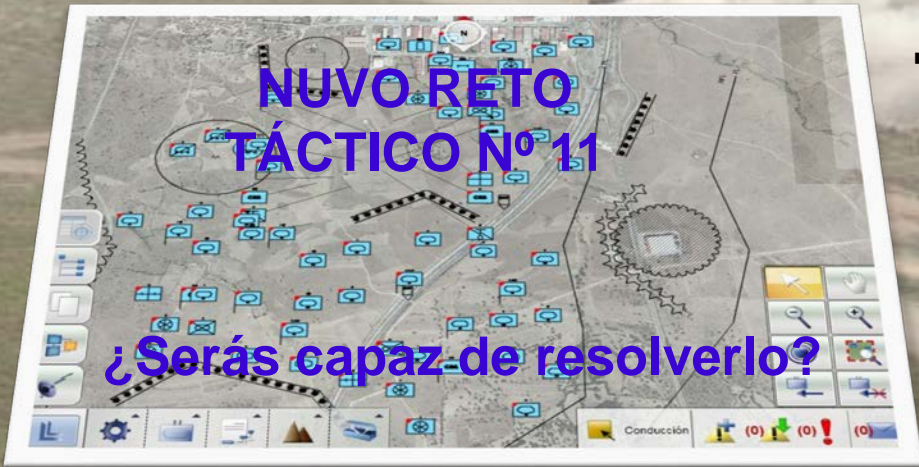 N
NUVO RETO
TÁCTICO Nº 11
¿Serás capaz de resolverlo?
Conducción
(0)
(0)
(0)